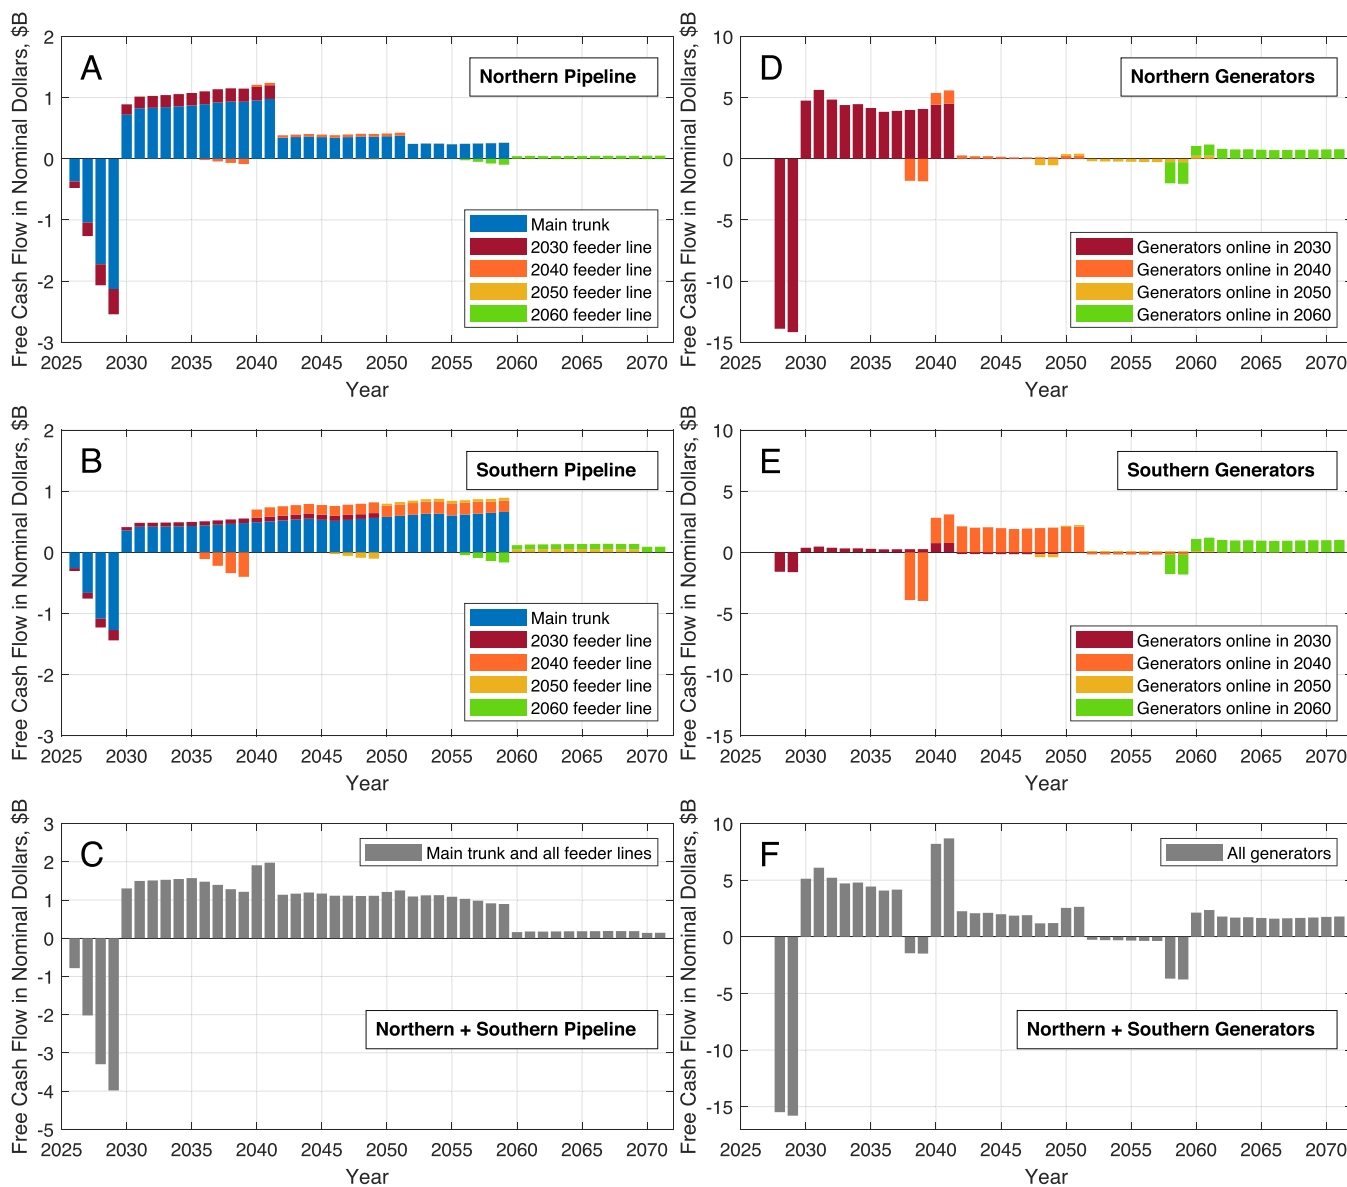 Free Cash Flow in Nominal Dollars, $B
2
1
0
-1
-2
-3
A
Northern Pipeline
Main trunk
2030 feeder line
2040 feeder line
2050 feeder line
2060 feeder line
2025 2030 2035 2040 2045 2050 2055 2060 2065 2070
Year
Free Cash Flow in Nominal Dollars, $B
10
5
0
-5
-10
-15
D
Northern Generators
Generators online in 2030
Generators online in 2040
Generators online in 2050
Generators online in 2060
2025 2030 2035 2040 2045 2050 2055 2060 2065 2070
Year
Free Cash Flow in Nominal Dollars, $B
2
1
0
-1
-2
-3
B
Southern Pipeline
Main trunk
2030 feeder line
2040 feeder line
2050 feeder line
2060 feeder line
2025 2030 2035 2040 2045 2050 2055 2060 2065 2070
Year
Free Cash Flow in Nominal Dollars, $B
10
5
0
-5
-10
-15
E
Southern Generators
Generators online in 2030
Generators online in 2040
Generators online in 2050
Generators online in 2060
2025 2030 2035 2040 2045 2050 2055 2060 2065 2070
Year
Free Cash Flow in Nominal Dollars, $B
3
2
1
0
-1
-2
-3
-4
-5
C
Main trunk and all feeder lines
Northern + Southern Pipeline
2025 2030 2035 2040 2045 2050 2055 2060 2065 2070
Year
Free Cash Flow in Nominal Dollars, $B
10
5
0
-5
-10
-15
F
All generators
Northern + Southern Generators
2025 2030 2035 2040 2045 2050 2055 2060 2065 2070
Year